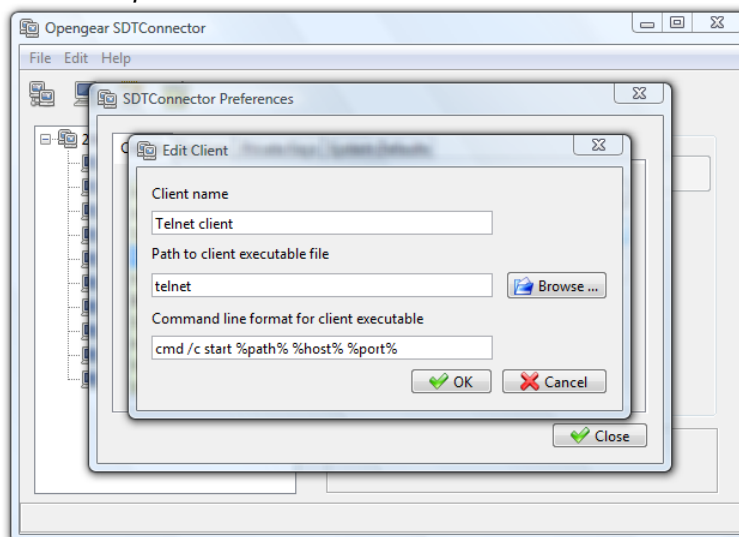 Opengear SDTConnector
File Edit Help
SDTConnector Preferences
2
C
Edit Client
Client name
Telnet client
Path to client executable file
telnet
Browse ...
Command line format for client executable
cmd /c start %path% %host% %port%
OK
Cancel
Close